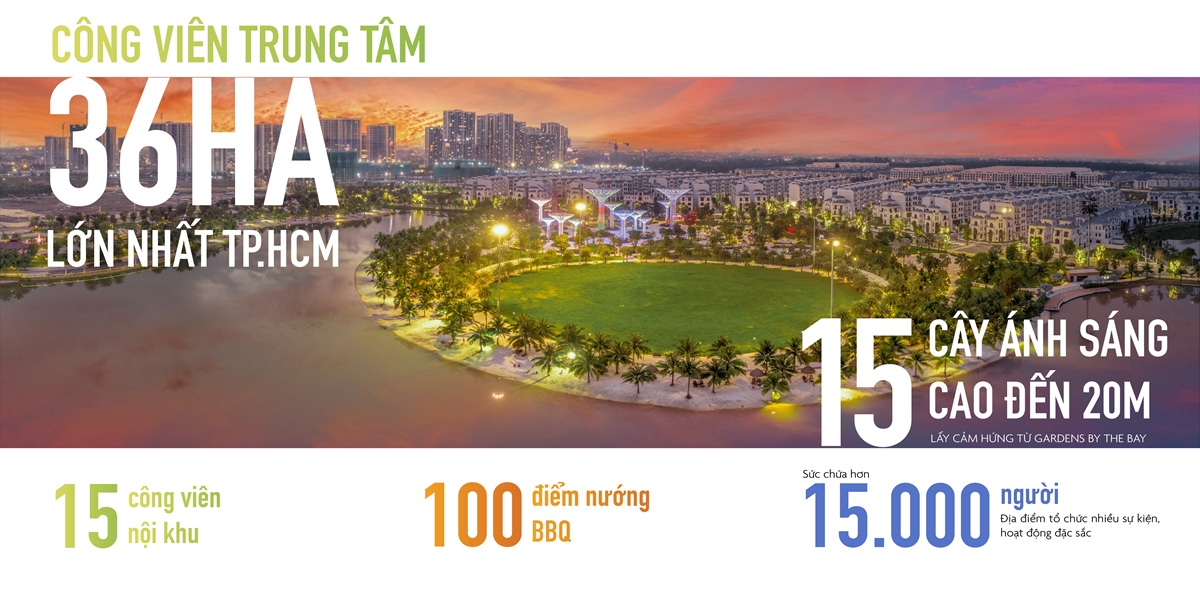 CÔNG VIÊN TRUNG TÂM
36HA
LỚN NHẤT TP.HCM
15
CÂY ÁNH SÁNG
CAO ĐẾN 20M
LẤY CẢM HỨNG TỪ GARDENS BY THE BAY
15
công viên
nội khu
100
điểm nướng
BBQ
Sức chứa hơn
15.000
người
Địa điểm tổ chức nhiều sự kiện,
hoạt động đặc sắc